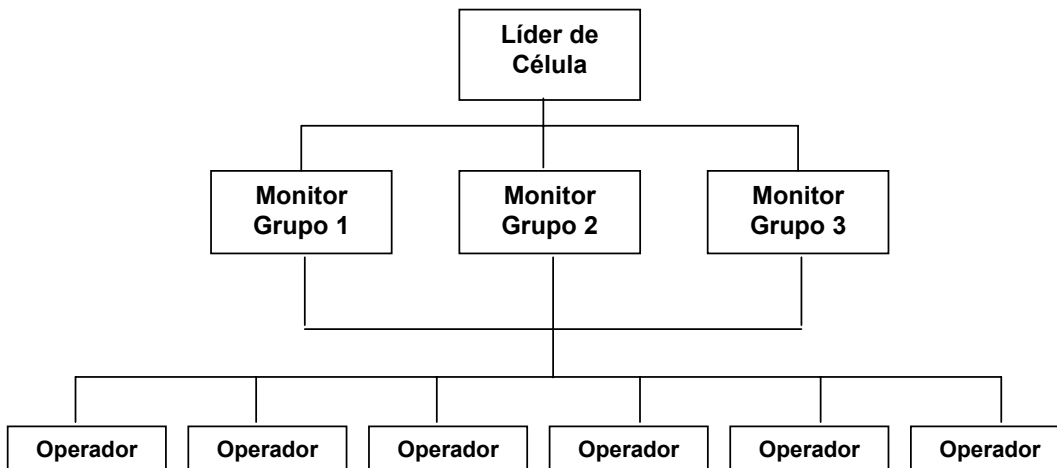 Líder de
Célula
Monitor
Grupo 1
Monitor
Grupo 2
Monitor
Grupo 3
Operador
Operador
Operador
Operador
Operador
Operador